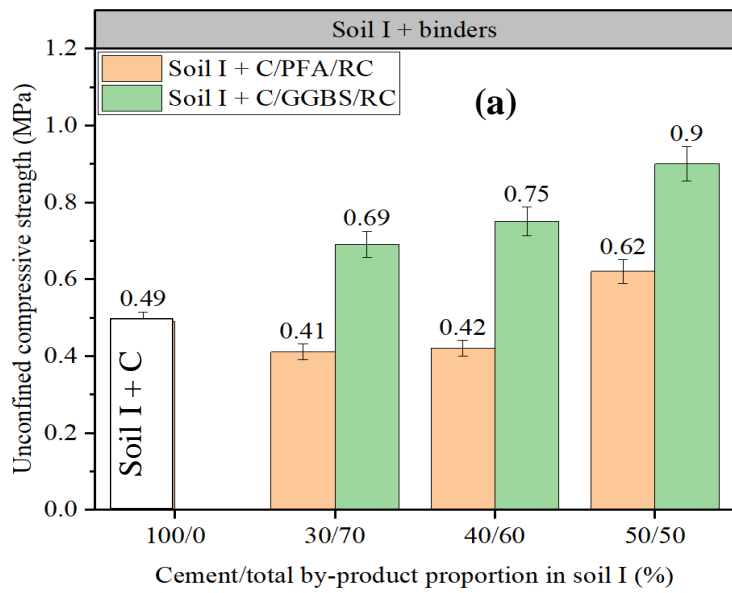 Soil I + binders
Soil I + C/PFA/RC
Soil I + C/GGBS/RC
(a)
Unconfined compressive strength (MPa)
1.2
1.0
0.8
0.6
0.4
0.2
0.0
0.49
0.41
0.69
0.42
0.75
0.62
0.9
Soil I + C
100/0
30/70
40/60
50/50
Cement/total by-product proportion in soil I (%)